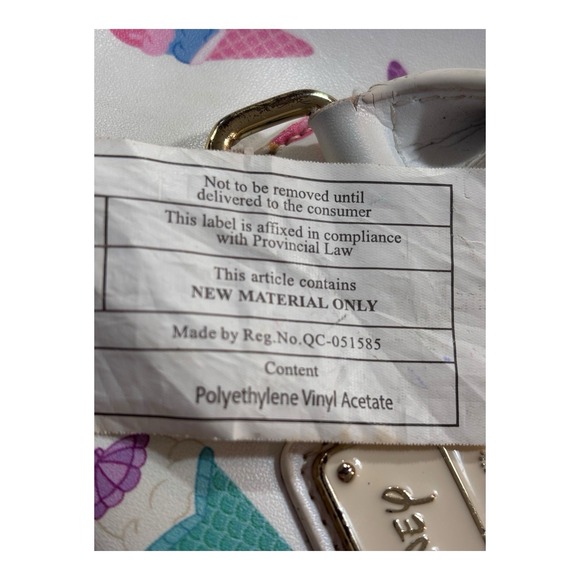 Not to be removed until
delivered to the consumer
This label is affixed in compliance
with Provincial Law
This article contains
NEW MATERIAL ONLY
Made by Reg.No.QC-051585
Content
Polyethylene Vinyl Acetate